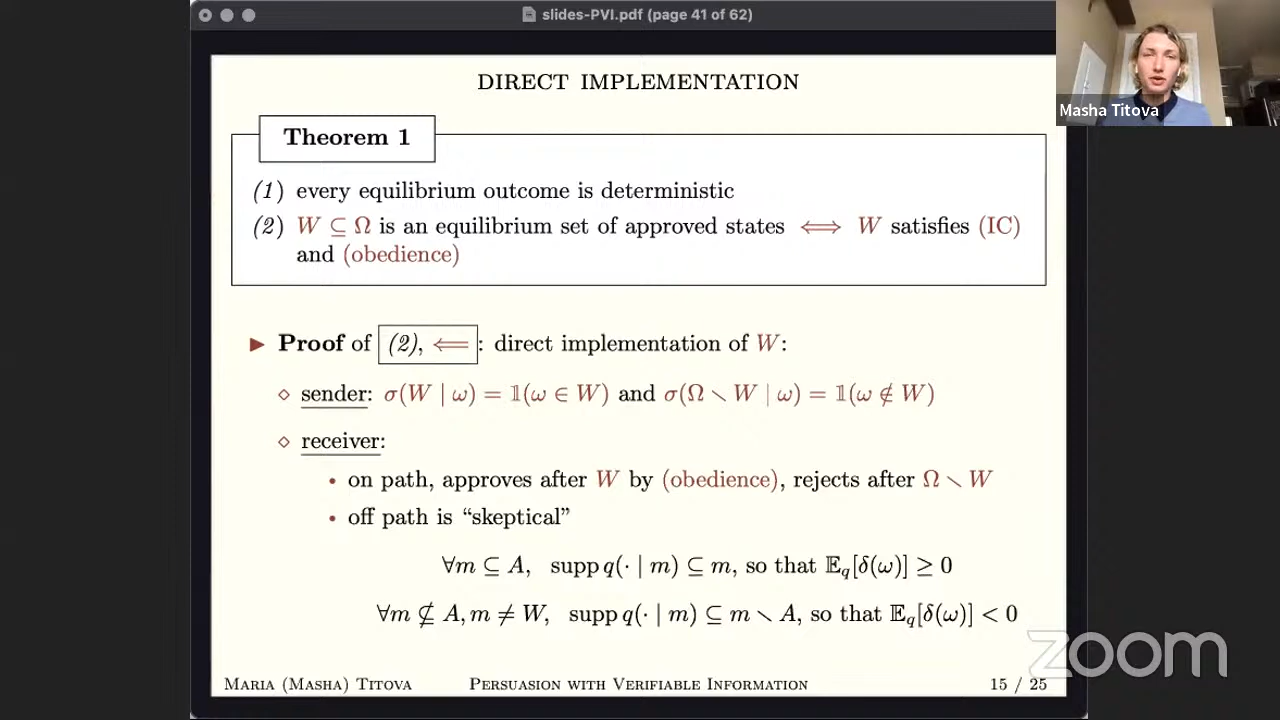 slides-PVI.pdf (page 41 of 62)
Masha Titova
DIRECT IMPLEMENTATION
Theorem 1
(1) every equilibrium outcome is deterministic
(2) W ⊆ Ω is an equilibrium set of approved states ⟺ W satisfies (IC)
and (obedience)
▶ Proof of (2), ⟸ : direct implementation of W:
⋄ sender: σ(W | ω) = 𝟙(ω ∈ W) and σ(Ω ∖ W | ω) = 𝟙(ω ∉ W)
⋄ receiver:
• on path, approves after W by (obedience), rejects after Ω ∖ W
• off path is “skeptical”
∀m ⊆ A, supp q(· | m) ⊆ m, so that 𝔼q[δ(ω)] ≥ 0
∀m ⊈ A, m ≠ W, supp q(· | m) ⊆ m ∖ A, so that 𝔼q[δ(ω)] < 0
zoom
Maria (Masha) Titova Persuasion with Verifiable Information 15 / 25